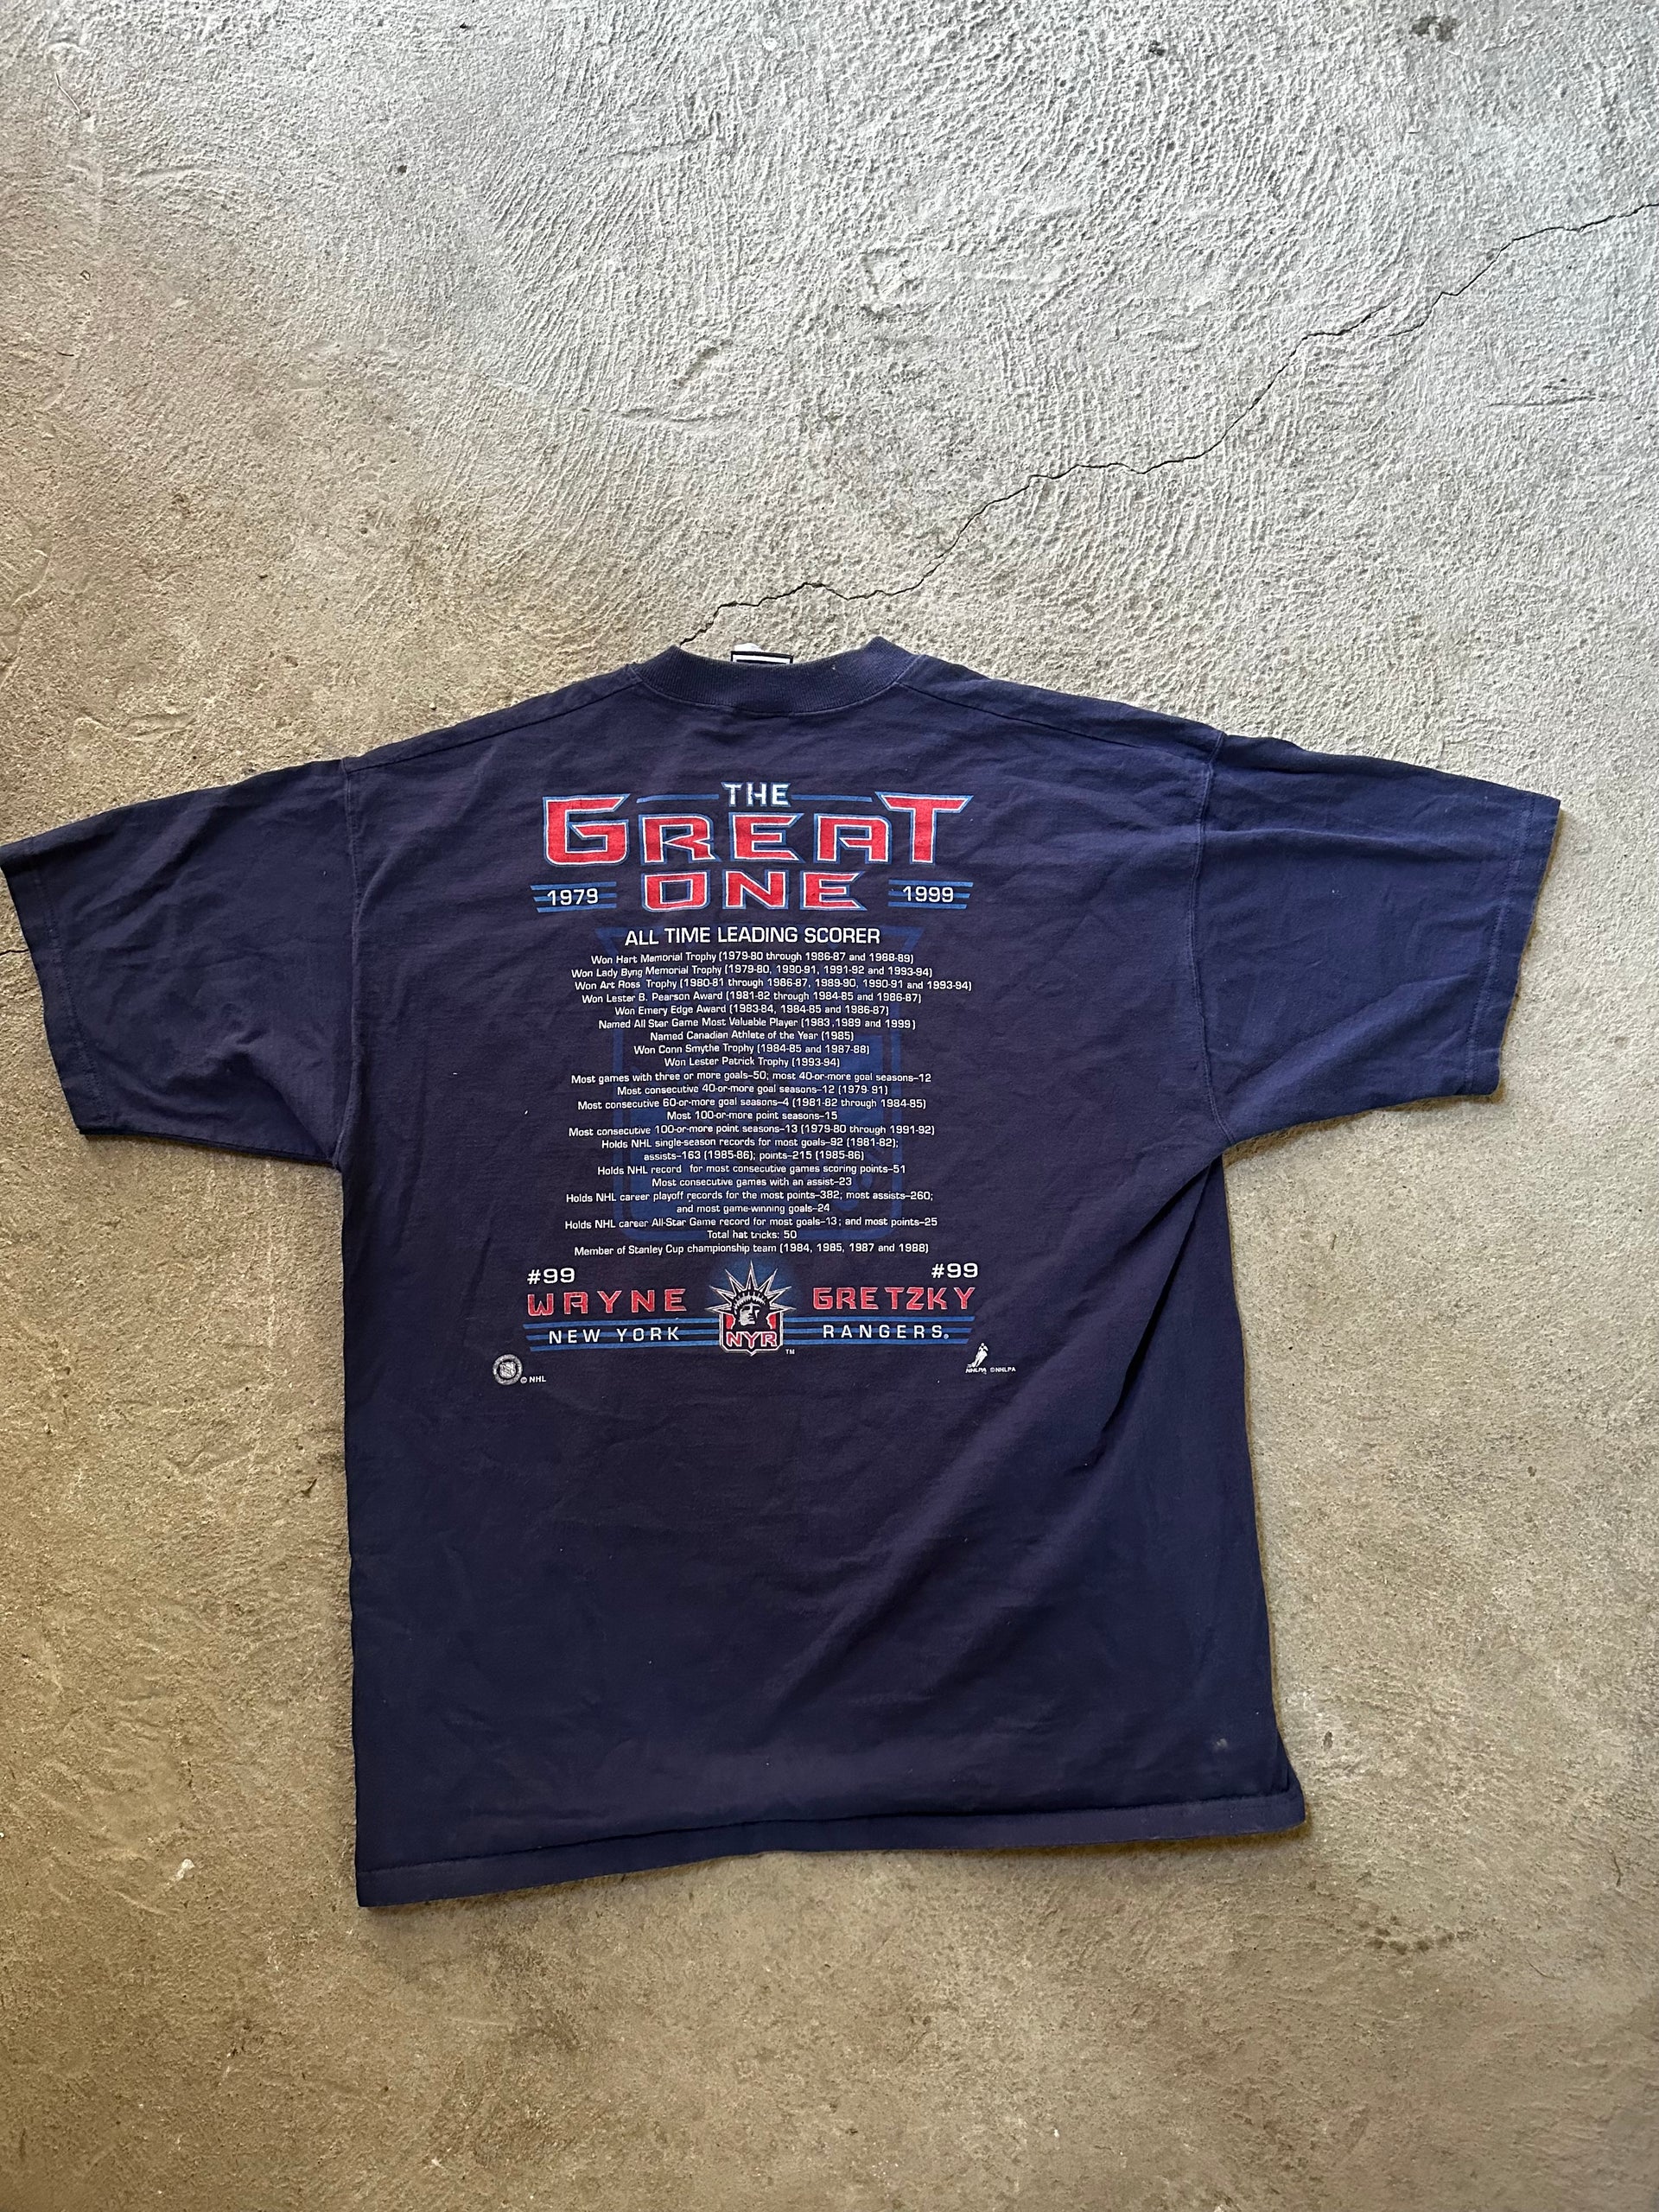 THE
GREAT
1979 ONE 1999
ALL TIME LEADING SCORER
Won Hart Memorial Trophy (1979-80 through 1986-87 and 1988-89)
Won Lady Byng Memorial Trophy (1979-80, 1990-91, 1991-92 and 1993-94)
Won Art Ross Trophy (1980-81 through 1986-87, 1989-90, 1990-91 and 1993-94)
Won Lester B. Pearson Award (1981-82 through 1984-85 and 1986-87)
Won Emery Edge Award (1983-84, 1984-85 and 1986-87)
Named All Star Game Most Valuable Player (1983 ,1989 and 1999)
Named Canadian Athlete of the Year (1985)
Won Conn Smythe Trophy (1984-85 and 1987-88)
Won Lester Patrick Trophy (1993-94)
Most games with three or more goals–50; most 40-or-more goal seasons–12
Most consecutive 40-or-more goal seasons–12 (1979-91)
Most consecutive 60-or-more goal seasons–4 (1981-82 through 1984-85)
Most 100-or-more point seasons–15
Most consecutive 100-or-more point seasons–13 (1979-80 through 1991-92)
Holds NHL single-season records for most goals–92 (1981-82);
assists–163 (1985-86); points–215 (1985-86)
Holds NHL record for most consecutive games scoring points–51
Most consecutive games with an assist–23
Holds NHL career playoff records for the most points–382; most assists–260;
and most game-winning goals–24
Holds NHL career All-Star Game record for most goals–13; and most points–25
Total hat tricks: 50
Member of Stanley Cup championship team (1984, 1985, 1987 and 1988)
#99 #99
WAYNE GRETZKY
NEW YORK NYR RANGERS®
TM
© NHL NHLPA ©NHLPA